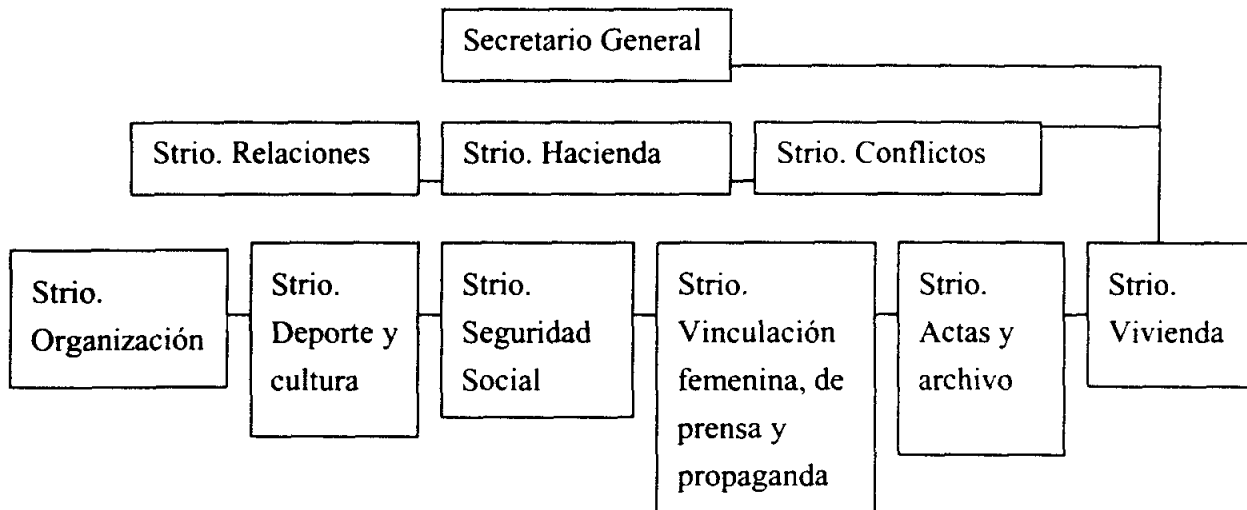 Secretario General
Strio. Relaciones
Strio. Hacienda
Strio. Conflictos
Strio.
Organización
Strio.
Deporte y
cultura
Strio.
Seguridad
Social
Strio.
Vinculación
femenina, de
prensa y
propaganda
Strio.
Actas y
archivo
Strio.
Vivienda